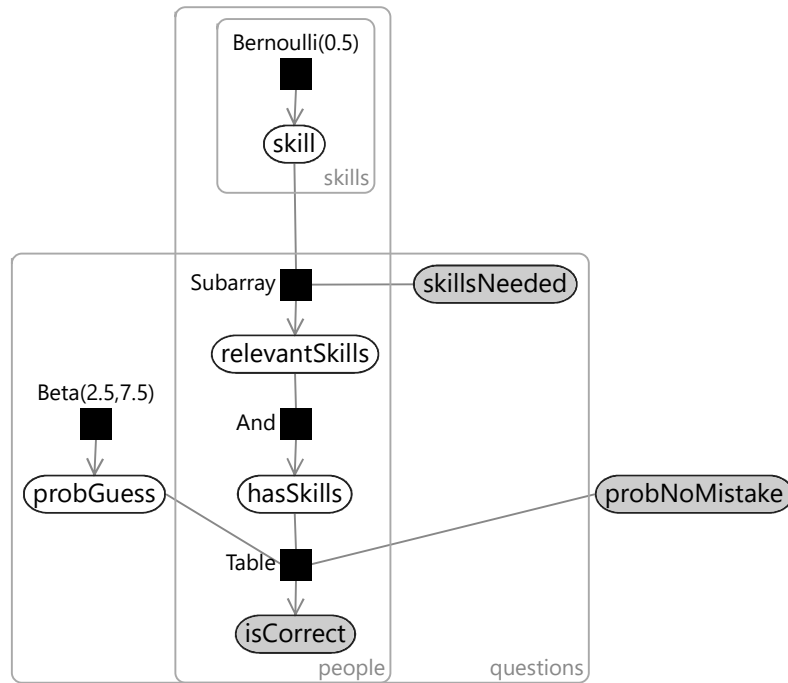 Bernoulli(0.5)
skill
skills
Subarray
skillsNeeded
relevantSkills
Beta(2.5,7.5)
And
probGuess
hasSkills
probNoMistake
Table
isCorrect
people
questions